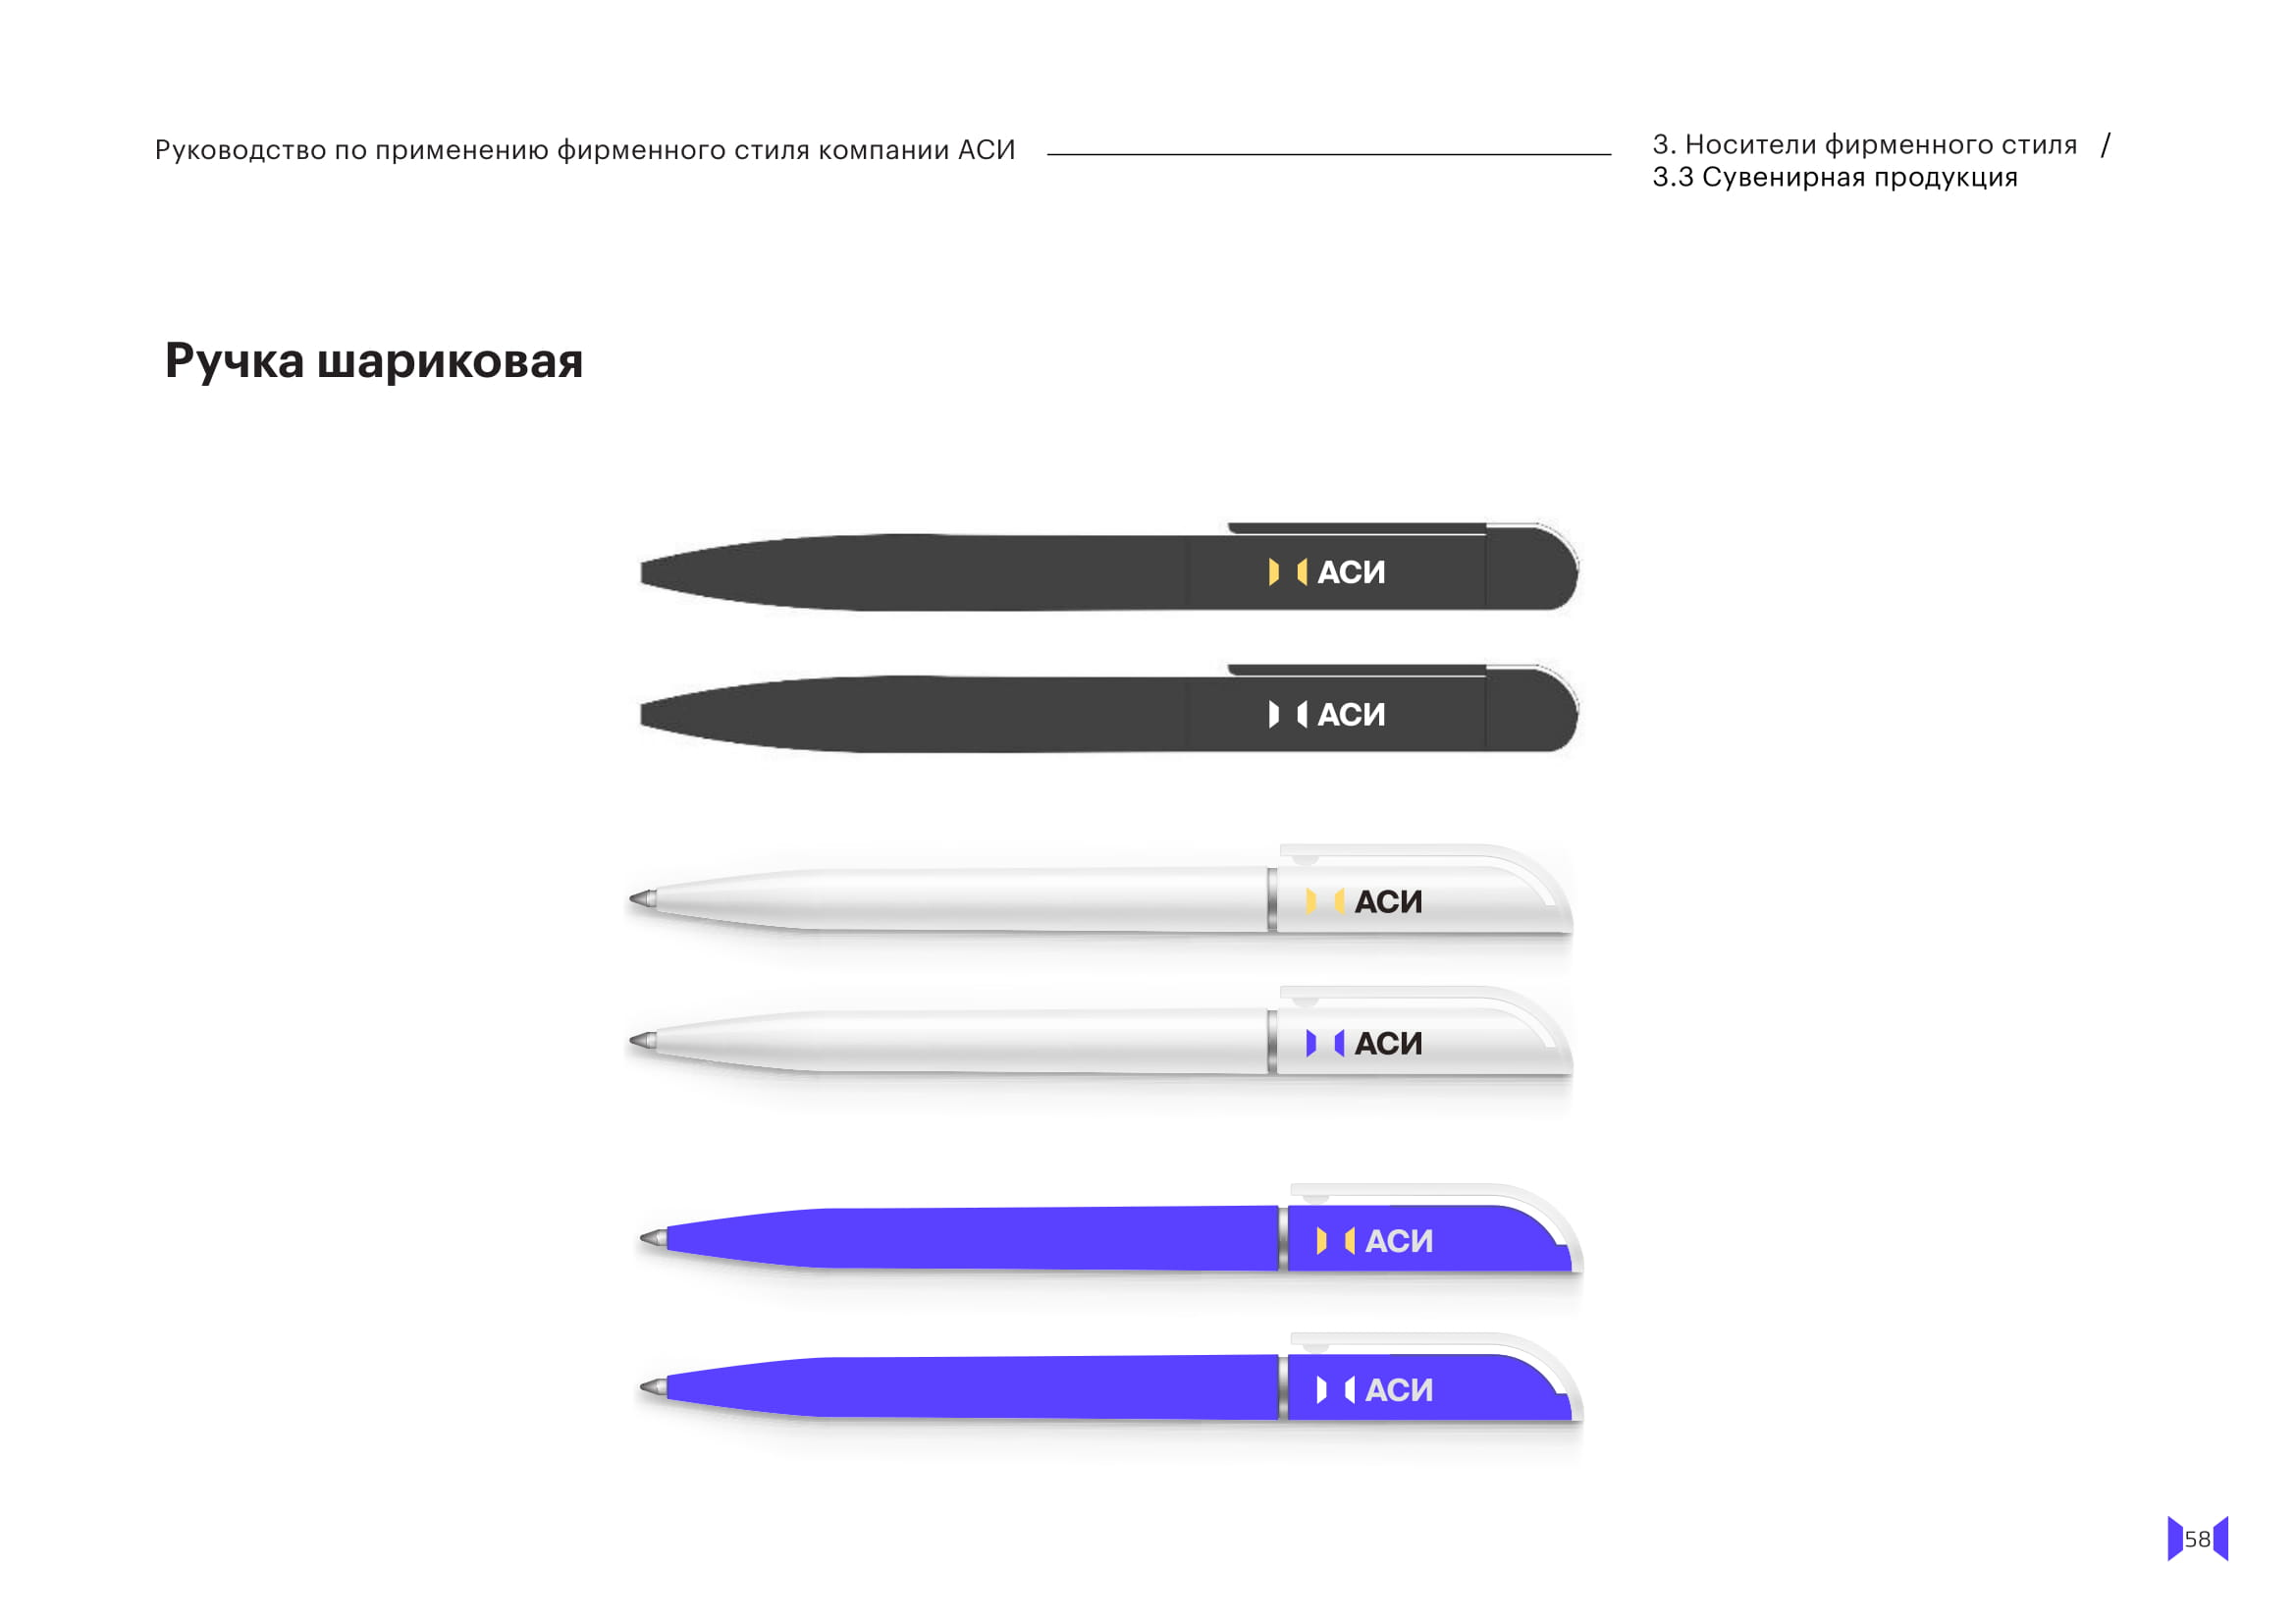 Руководство по применению фирменного стиля компании АСИ
3. Носители фирменного стиля /
3.3 Сувенирная продукция
Ручка шариковая
АСИ
АСИ
АСИ
АСИ
АСИ
АСИ
58